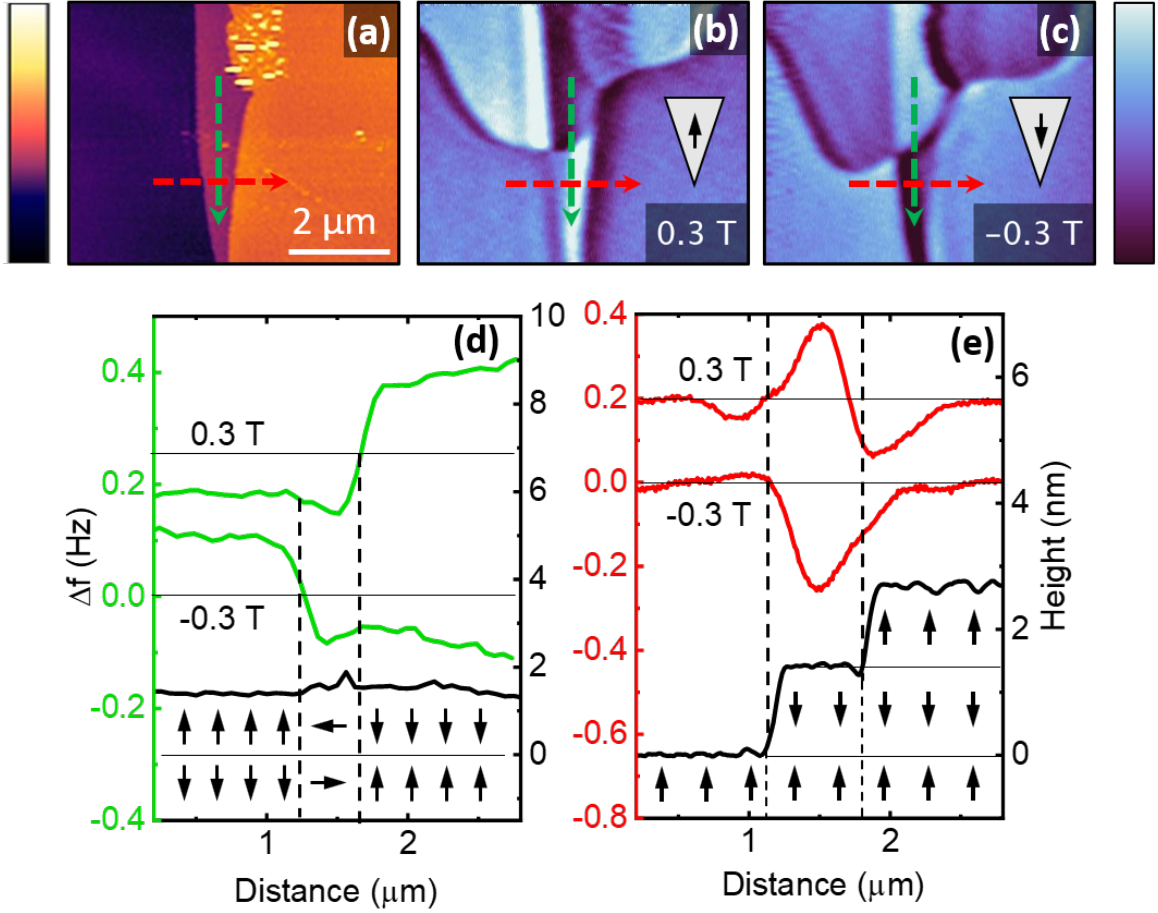 (a)
2 μm
(b)
0.3 T
(c)
−0.3 T
(d)
0.4
0.2
0.0
-0.2
-0.4
Δf (Hz)
0.3 T
-0.3 T
10
8
6
4
2
0
1
2
Distance (μm)
(e)
0.4
0.2
0.0
-0.2
-0.4
-0.6
-0.8
0.3 T
-0.3 T
6
4
2
0
Height (nm)
1
2
Distance (μm)